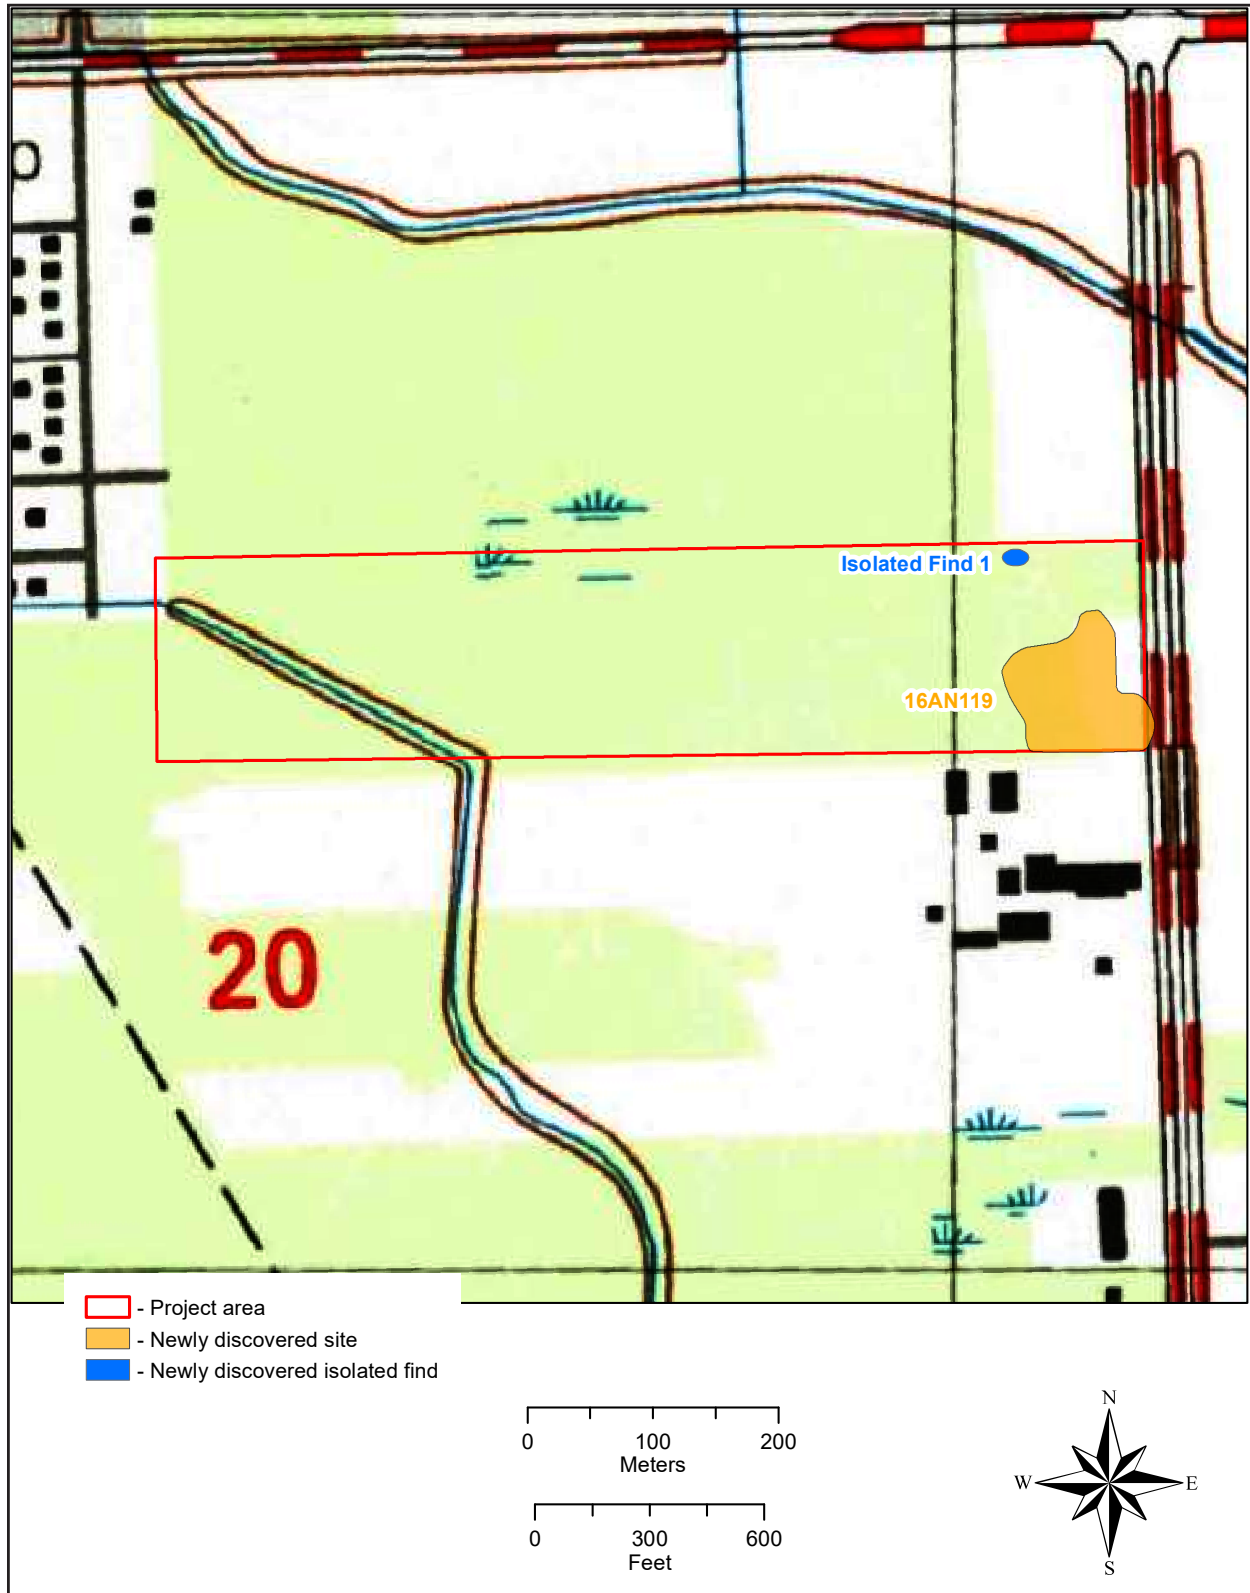 Isolated Find 1
16AN119
20
- Project area
- Newly discovered site
- Newly discovered isolated find
0 100 200
Meters
0 300 600
Feet
N
W E
S